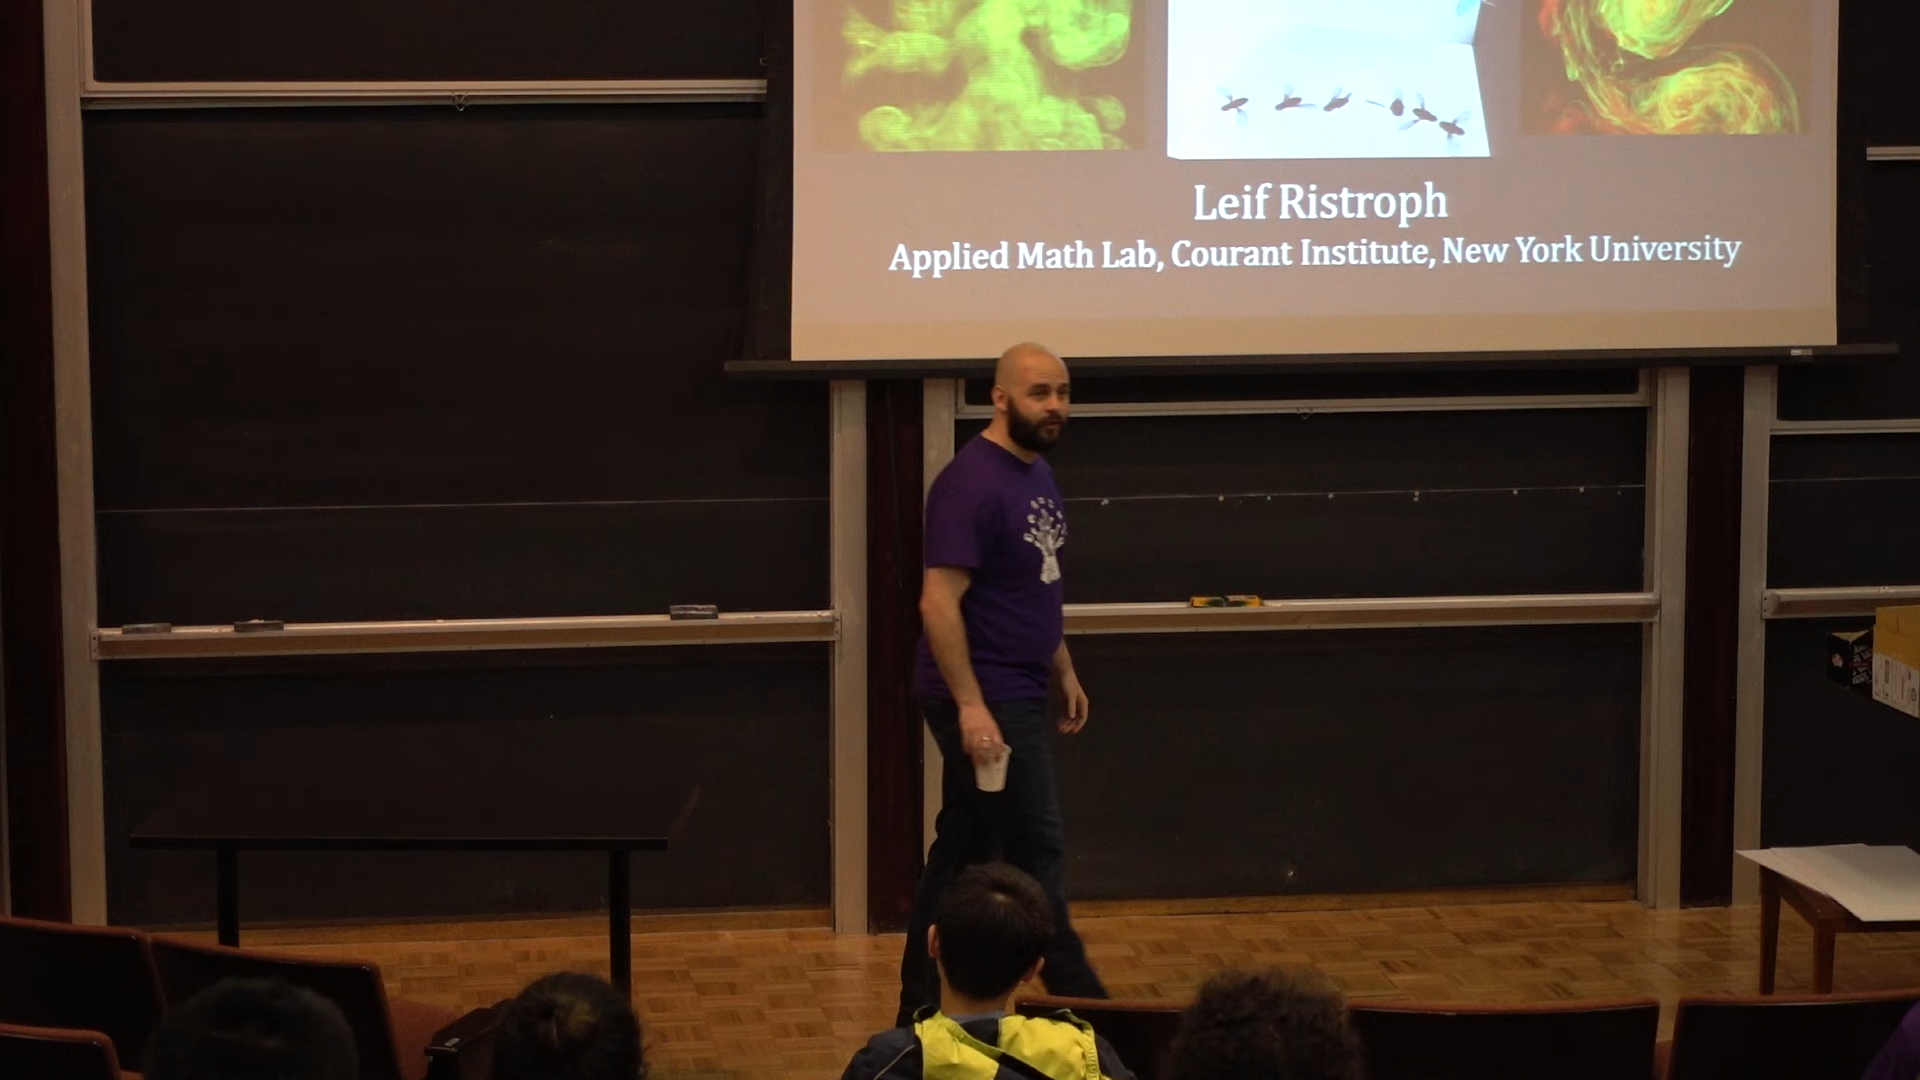 Leif Ristroph
Applied Math Lab, Courant Institute, New York University